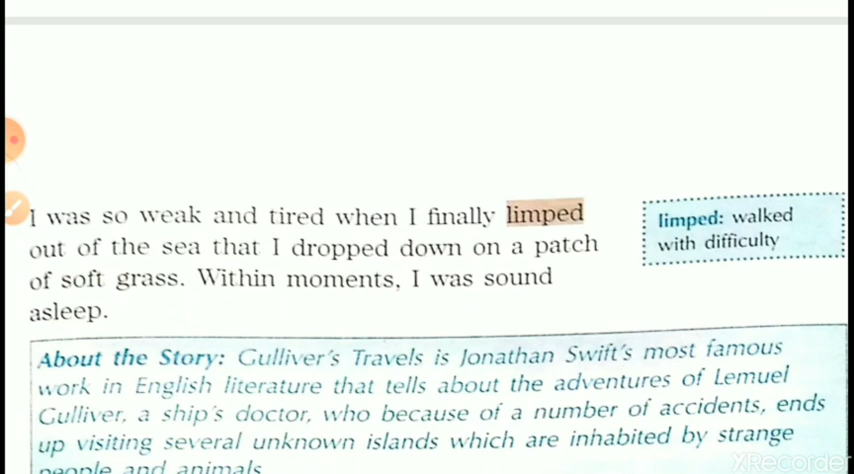 I was so weak and tired when I finally limped
out of the sea that I dropped down on a patch
of soft grass. Within moments, I was sound
asleep.
limped: walked
with difficulty
About the Story: Gulliver's Travels is Jonathan Swift's most famous
work in English literature that tells about the adventures of Lemuel
Gulliver, a ship's doctor, who because of a number of accidents, ends
up visiting several unknown islands which are inhabited by strange
people and animals
XRecorder